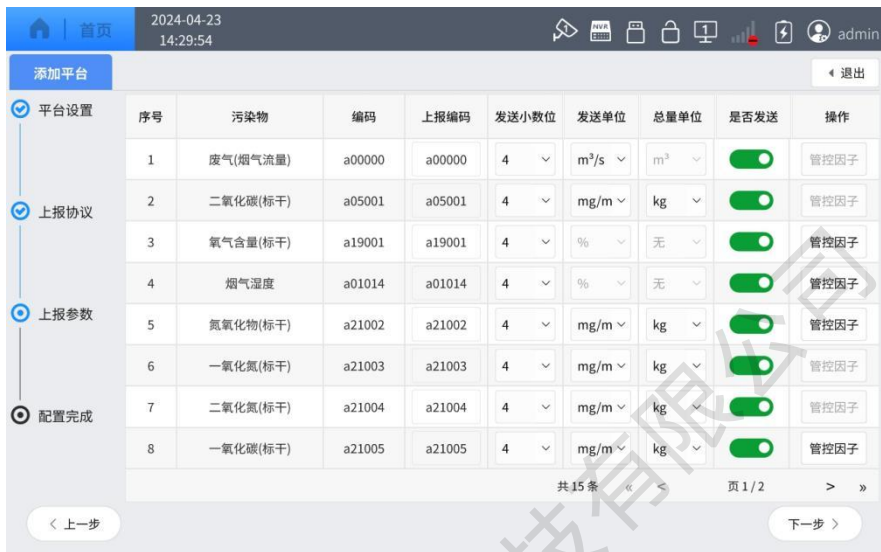 首页
2024-04-23
14:29:54
1
NVR
1
admin
添加平台
退出
平台设置
上报协议
上报参数
配置完成
序号 污染物 编码 上报编码 发送小数位 发送单位 总量单位 是否发送 操作
1 废气(烟气流量) a00000 a00000 4 m³/s m³ 管控因子
2 二氧化碳(标干) a05001 a05001 4 mg/m kg 管控因子
3 氧气含量(标干) a19001 a19001 4 % 无 管控因子
4 烟气湿度 a01014 a01014 4 % 无 管控因子
5 氮氧化物(标干) a21002 a21002 4 mg/m kg 管控因子
6 一氧化氮(标干) a21003 a21003 4 mg/m kg 管控因子
7 二氧化氮(标干) a21004 a21004 4 mg/m kg 管控因子
8 一氧化碳(标干) a21005 a21005 4 mg/m kg 管控因子
共 15 条 « < 页 1 / 2 > »
< 上一步
下一步 >
技有限公司